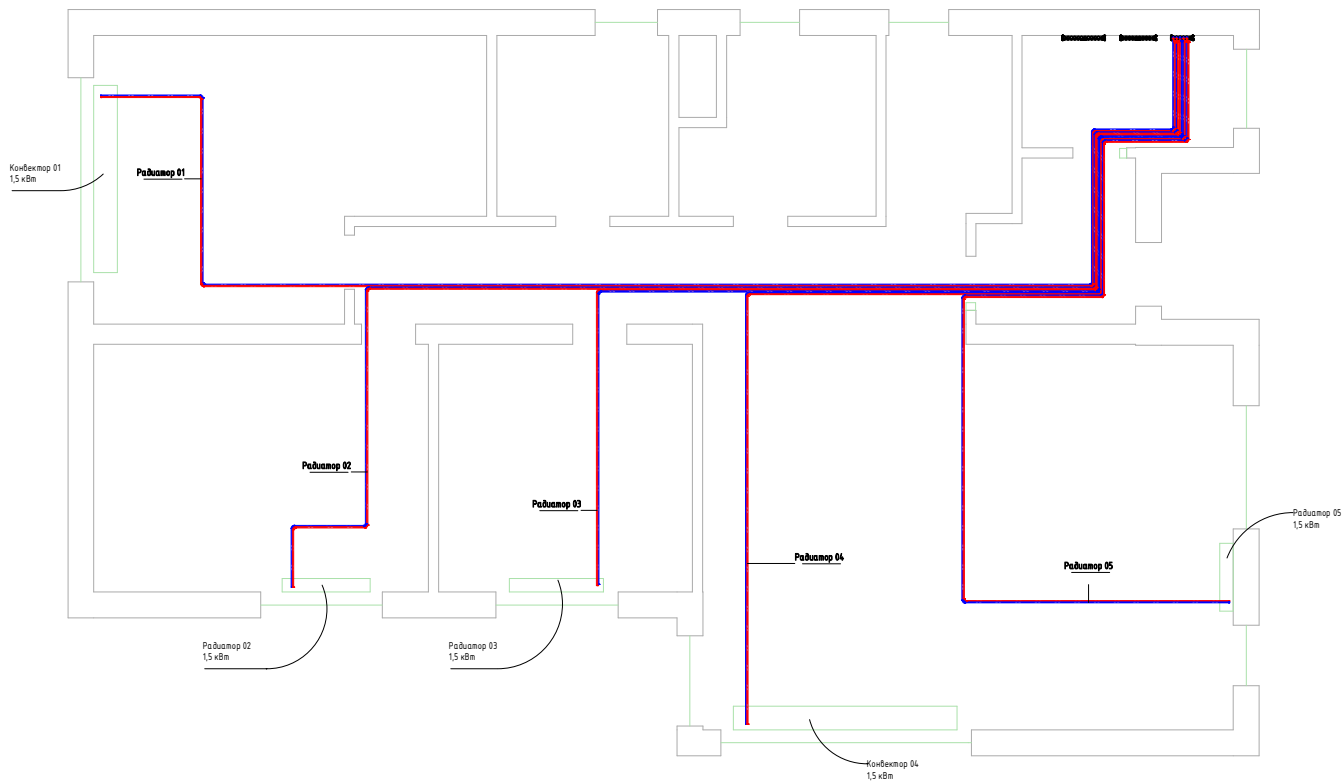 Конвектор 01
1,5 кВт
Радиатор 01
Радиатор 02
Радиатор 03
Радиатор 04
Радиатор 05
Радиатор 05
1,5 кВт
Радиатор 02
1,5 кВт
Радиатор 03
1,5 кВт
Конвектор 04
1,5 кВт